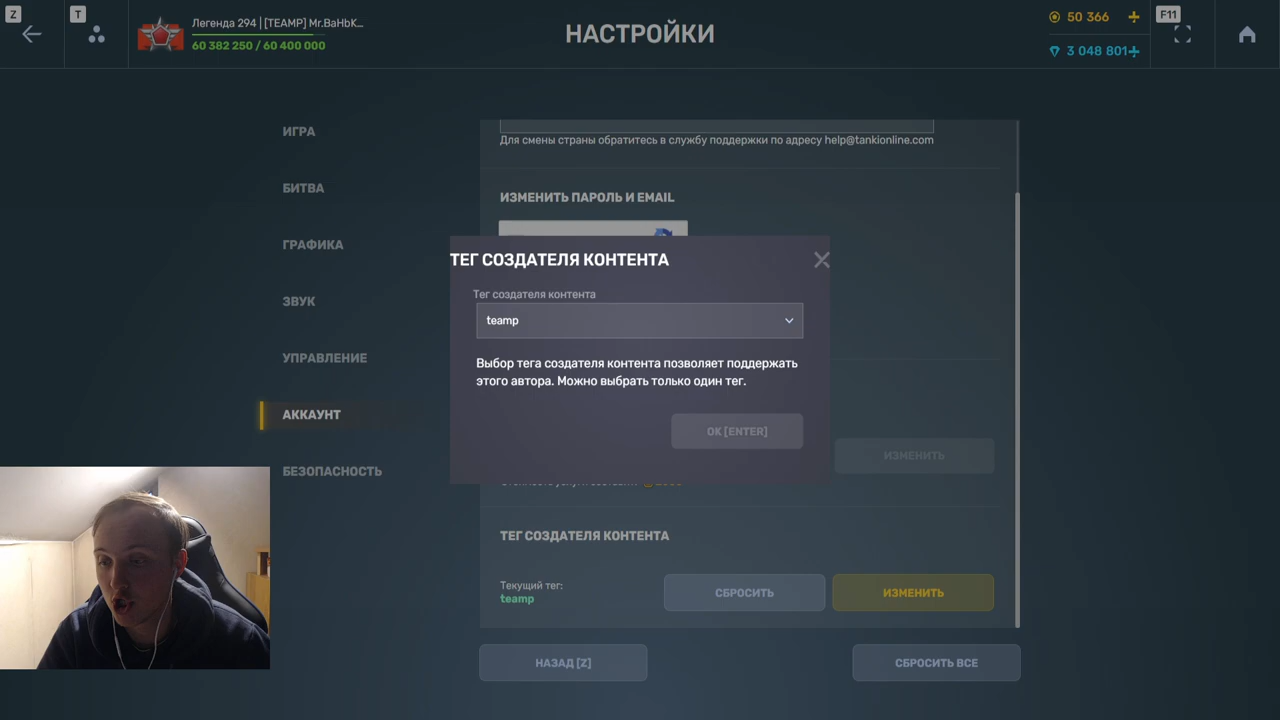 Z
T
Легенда 294 | [TEAMP] Mr.BaHbK...
60 382 250 / 60 400 000
НАСТРОЙКИ
50 366
3 048 801
F11
ИГРА
БИТВА
ГРАФИКА
ЗВУК
УПРАВЛЕНИЕ
АККАУНТ
БЕЗОПАСНОСТЬ
Для смены страны обратитесь в службу поддержки по адресу help@tankionline.com
ИЗМЕНИТЬ ПАРОЛЬ И EMAIL
ТЕГ СОЗДАТЕЛЯ КОНТЕНТА
Тег создателя контента
teamp
Выбор тега создателя контента позволяет поддержать
этого автора. Можно выбрать только один тег.
OK [ENTER]
ИЗМЕНИТЬ
ТЕГ СОЗДАТЕЛЯ КОНТЕНТА
Текущий тег:
teamp
СБРОСИТЬ
ИЗМЕНИТЬ
НАЗАД [Z]
СБРОСИТЬ ВСЕ